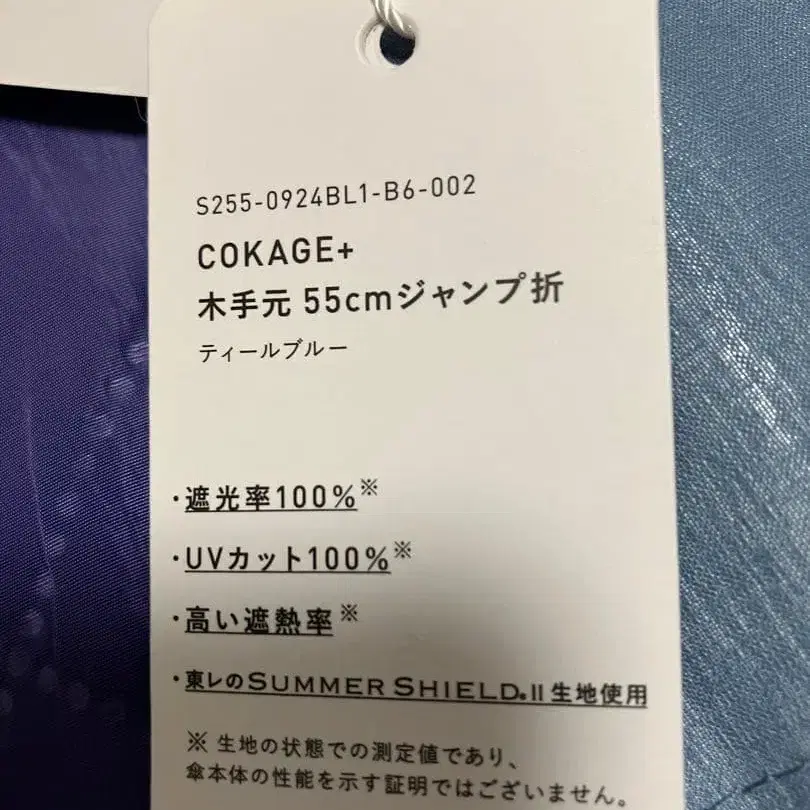 S255-0924BL1-B6-002
COKAGE+
木手元 55cmジャンプ折
ティールブルー
・遮光率100%※
・UVカット100%※
・高い遮熱率※
・東レのSUMMER SHIELD®II生地使用
※ 生地の状態での測定値であり、
傘本体の性能を示す証明ではございません。